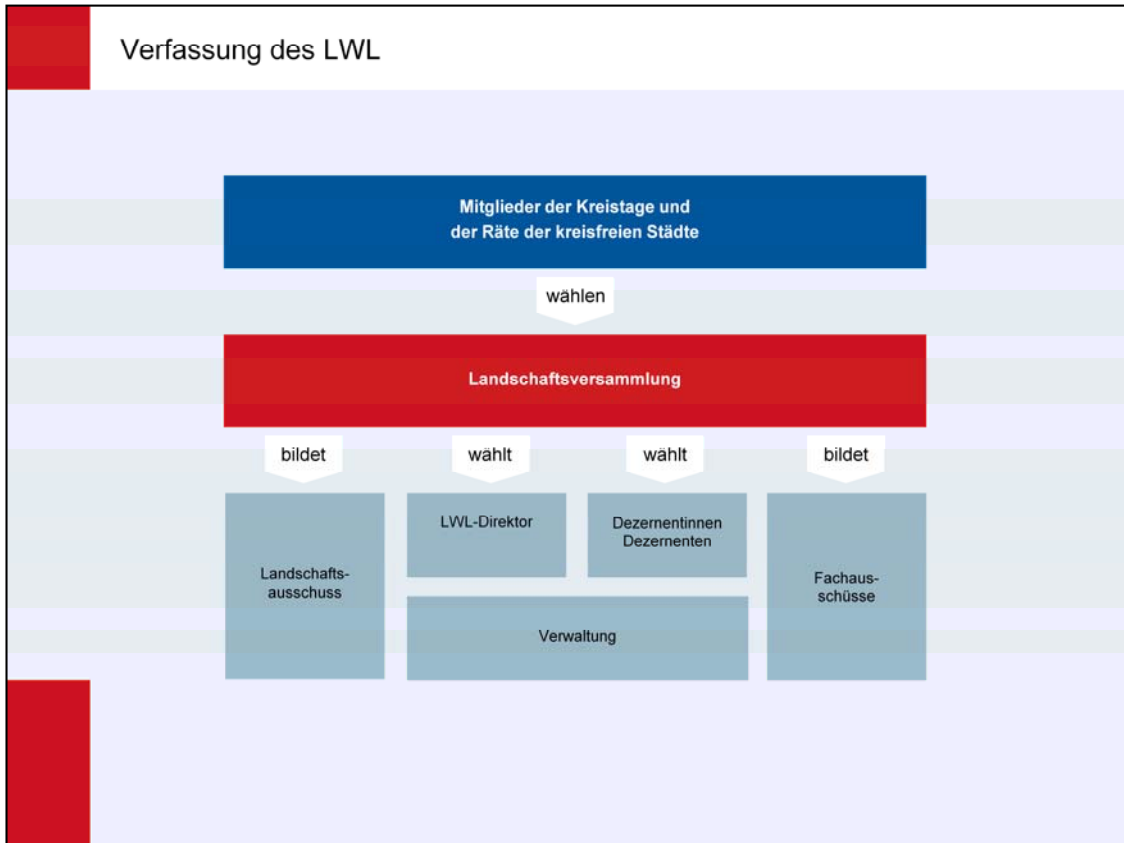 Verfassung des LWL
Mitglieder der Kreistage und
der Räte der kreisfreien Städte
wählen
Landschaftsversammlung
bildet
wählt
wählt
bildet
Landschafts-
ausschuss
LWL-Direktor
Dezernentinnen
Dezernenten
Fachaus-
schüsse
Verwaltung